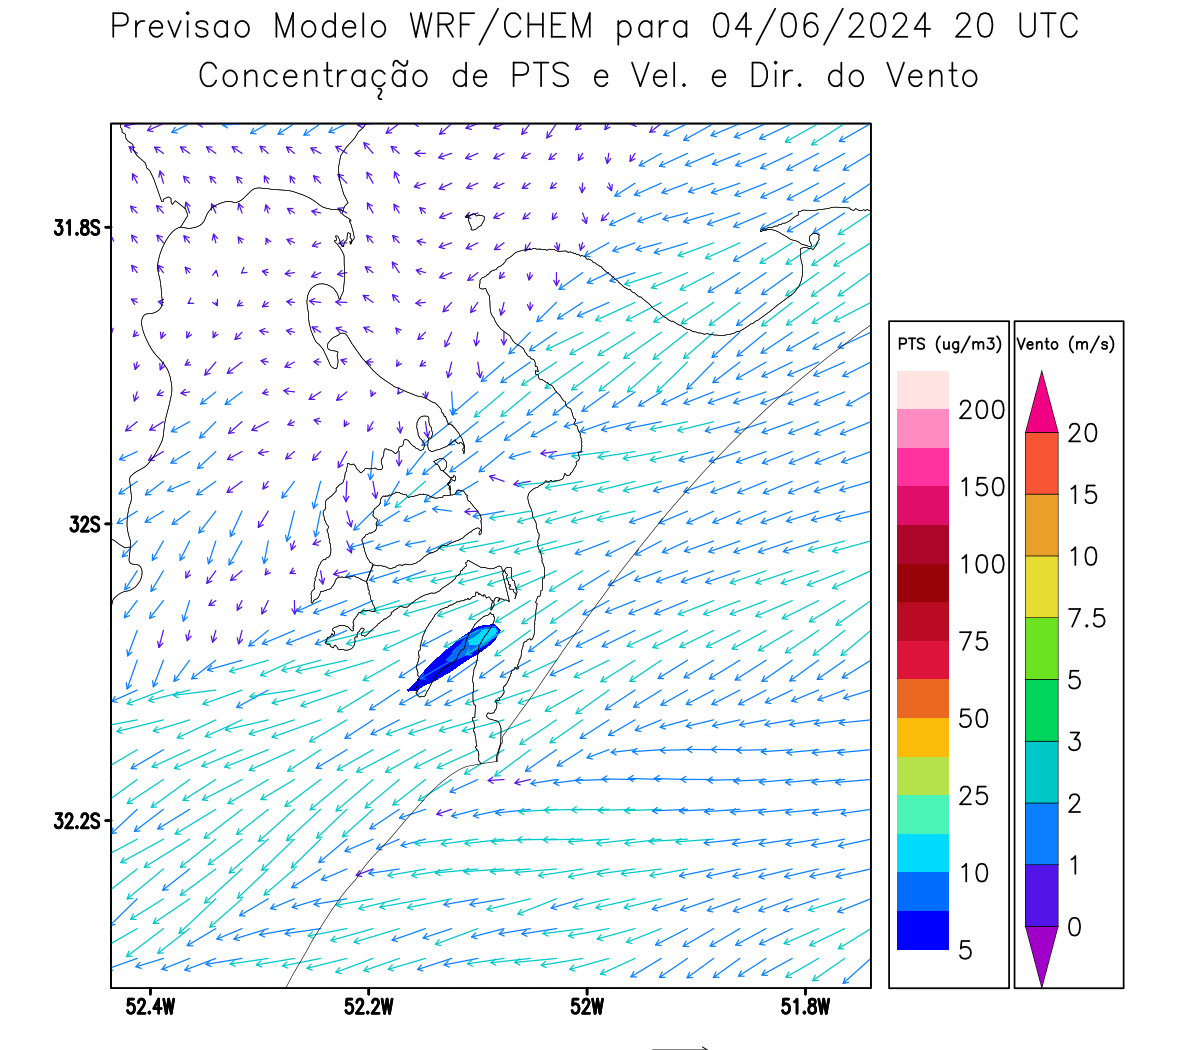 Previsao Modelo WRF/CHEM para 04/06/2024 20 UTC
Concentração de PTS e Vel. e Dir. do Vento
31.8S
32S
32.2S
52.4W
52.2W
52W
51.8W
PTS (ug/m3)
200
150
100
75
50
25
10
5
Vento (m/s)
20
15
10
7.5
5
3
2
1
0